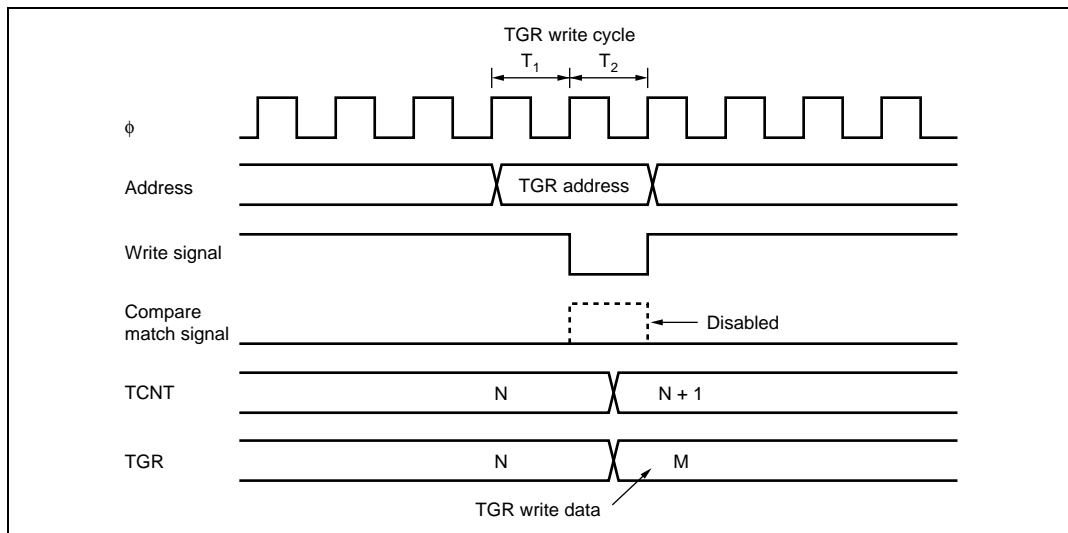 TGR write cycle
T1 T2
ϕ
Address
TGR address
Write signal
Compare
match signal
Disabled
TCNT
N
N + 1
TGR
N
M
TGR write data